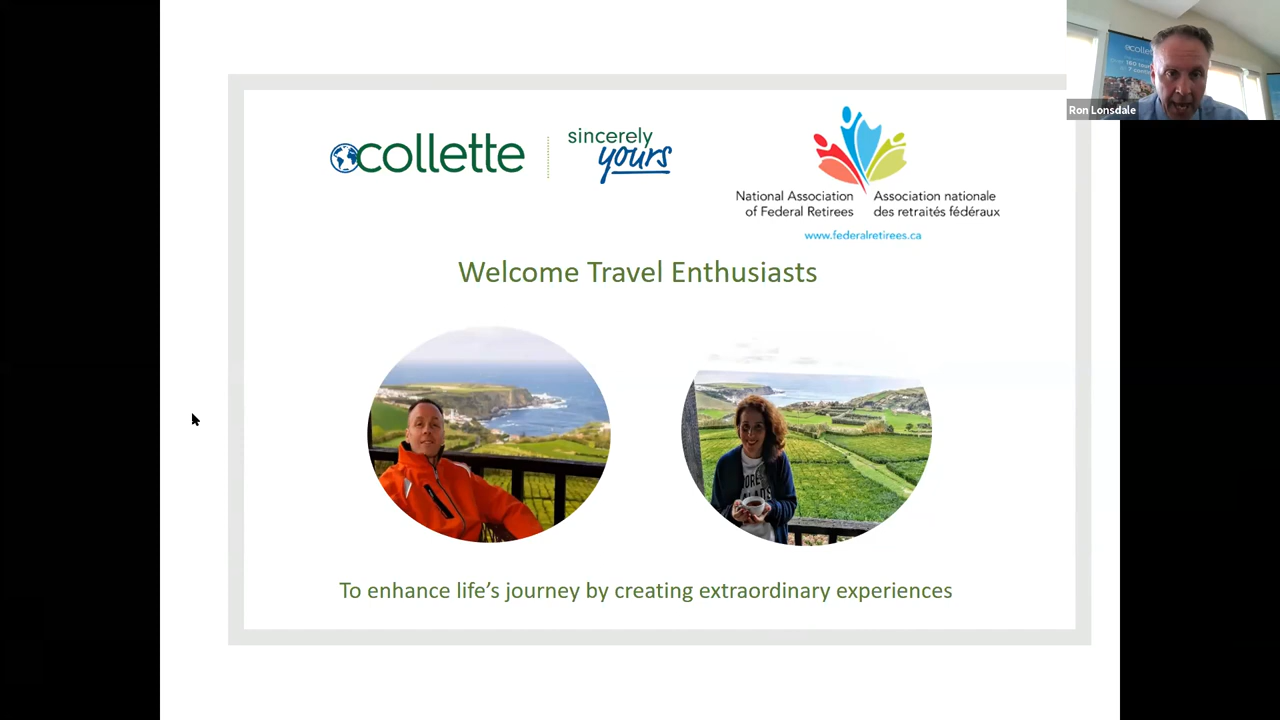 collette
sincerely
yours
National Association
of Federal Retirees
Association nationale
des retraités fédéraux
www.federalretirees.ca
Welcome Travel Enthusiasts
To enhance life's journey by creating extraordinary experiences
Ron Lonsdale